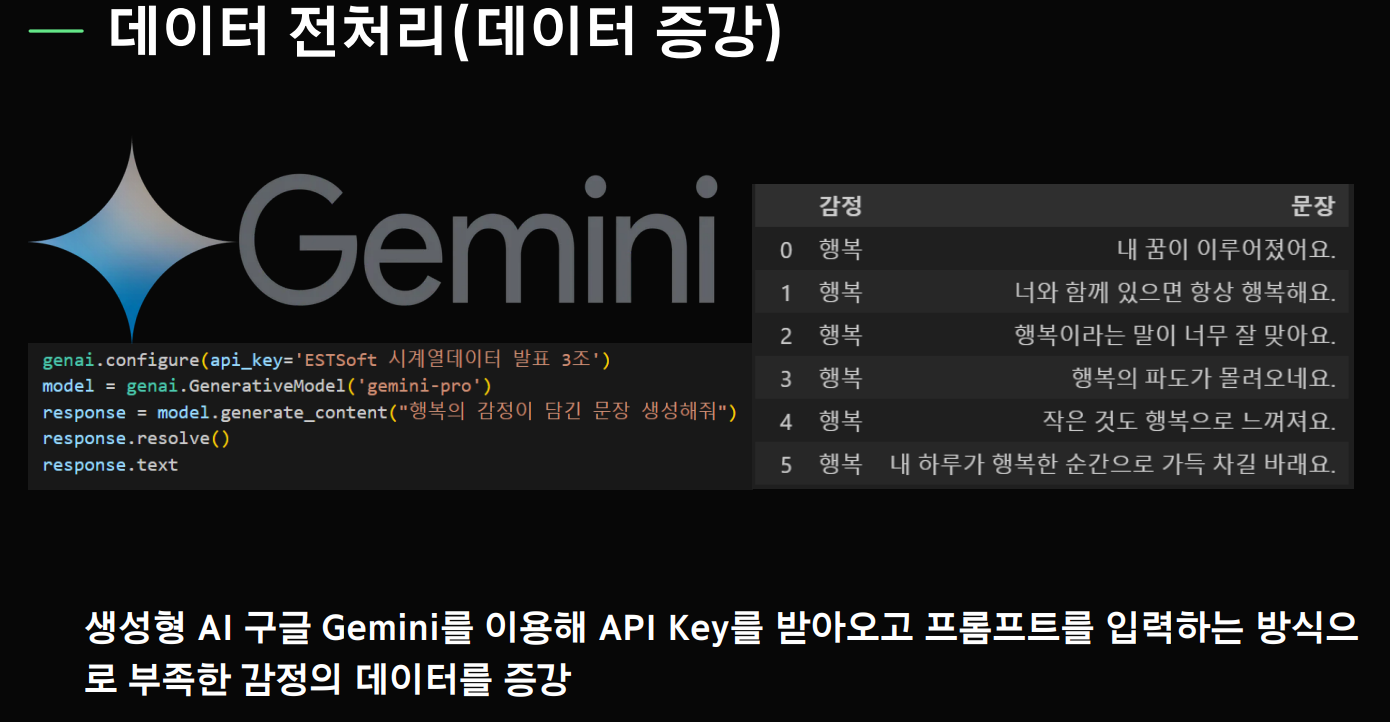 데이터 전처리(데이터 증강)
Gemini
genai.configure(api_key='ESTSoft 시계열데이터 발표 3조')
model = genai.GenerativeModel('gemini-pro')
response = model.generate_content("행복의 감정이 담긴 문장 생성해줘")
response.resolve()
response.text
감정 문장
0 행복 내 꿈이 이루어졌어요.
1 행복 너와 함께 있으면 항상 행복해요.
2 행복 행복이라는 말이 너무 잘 맞아요.
3 행복 행복의 파도가 몰려오네요.
4 행복 작은 것도 행복으로 느껴져요.
5 행복 내 하루가 행복한 순간으로 가득 차길 바래요.
생성형 AI 구글 Gemini를 이용해 API Key를 받아오고 프롬프트를 입력하는 방식으
로 부족한 감정의 데이터를 증강